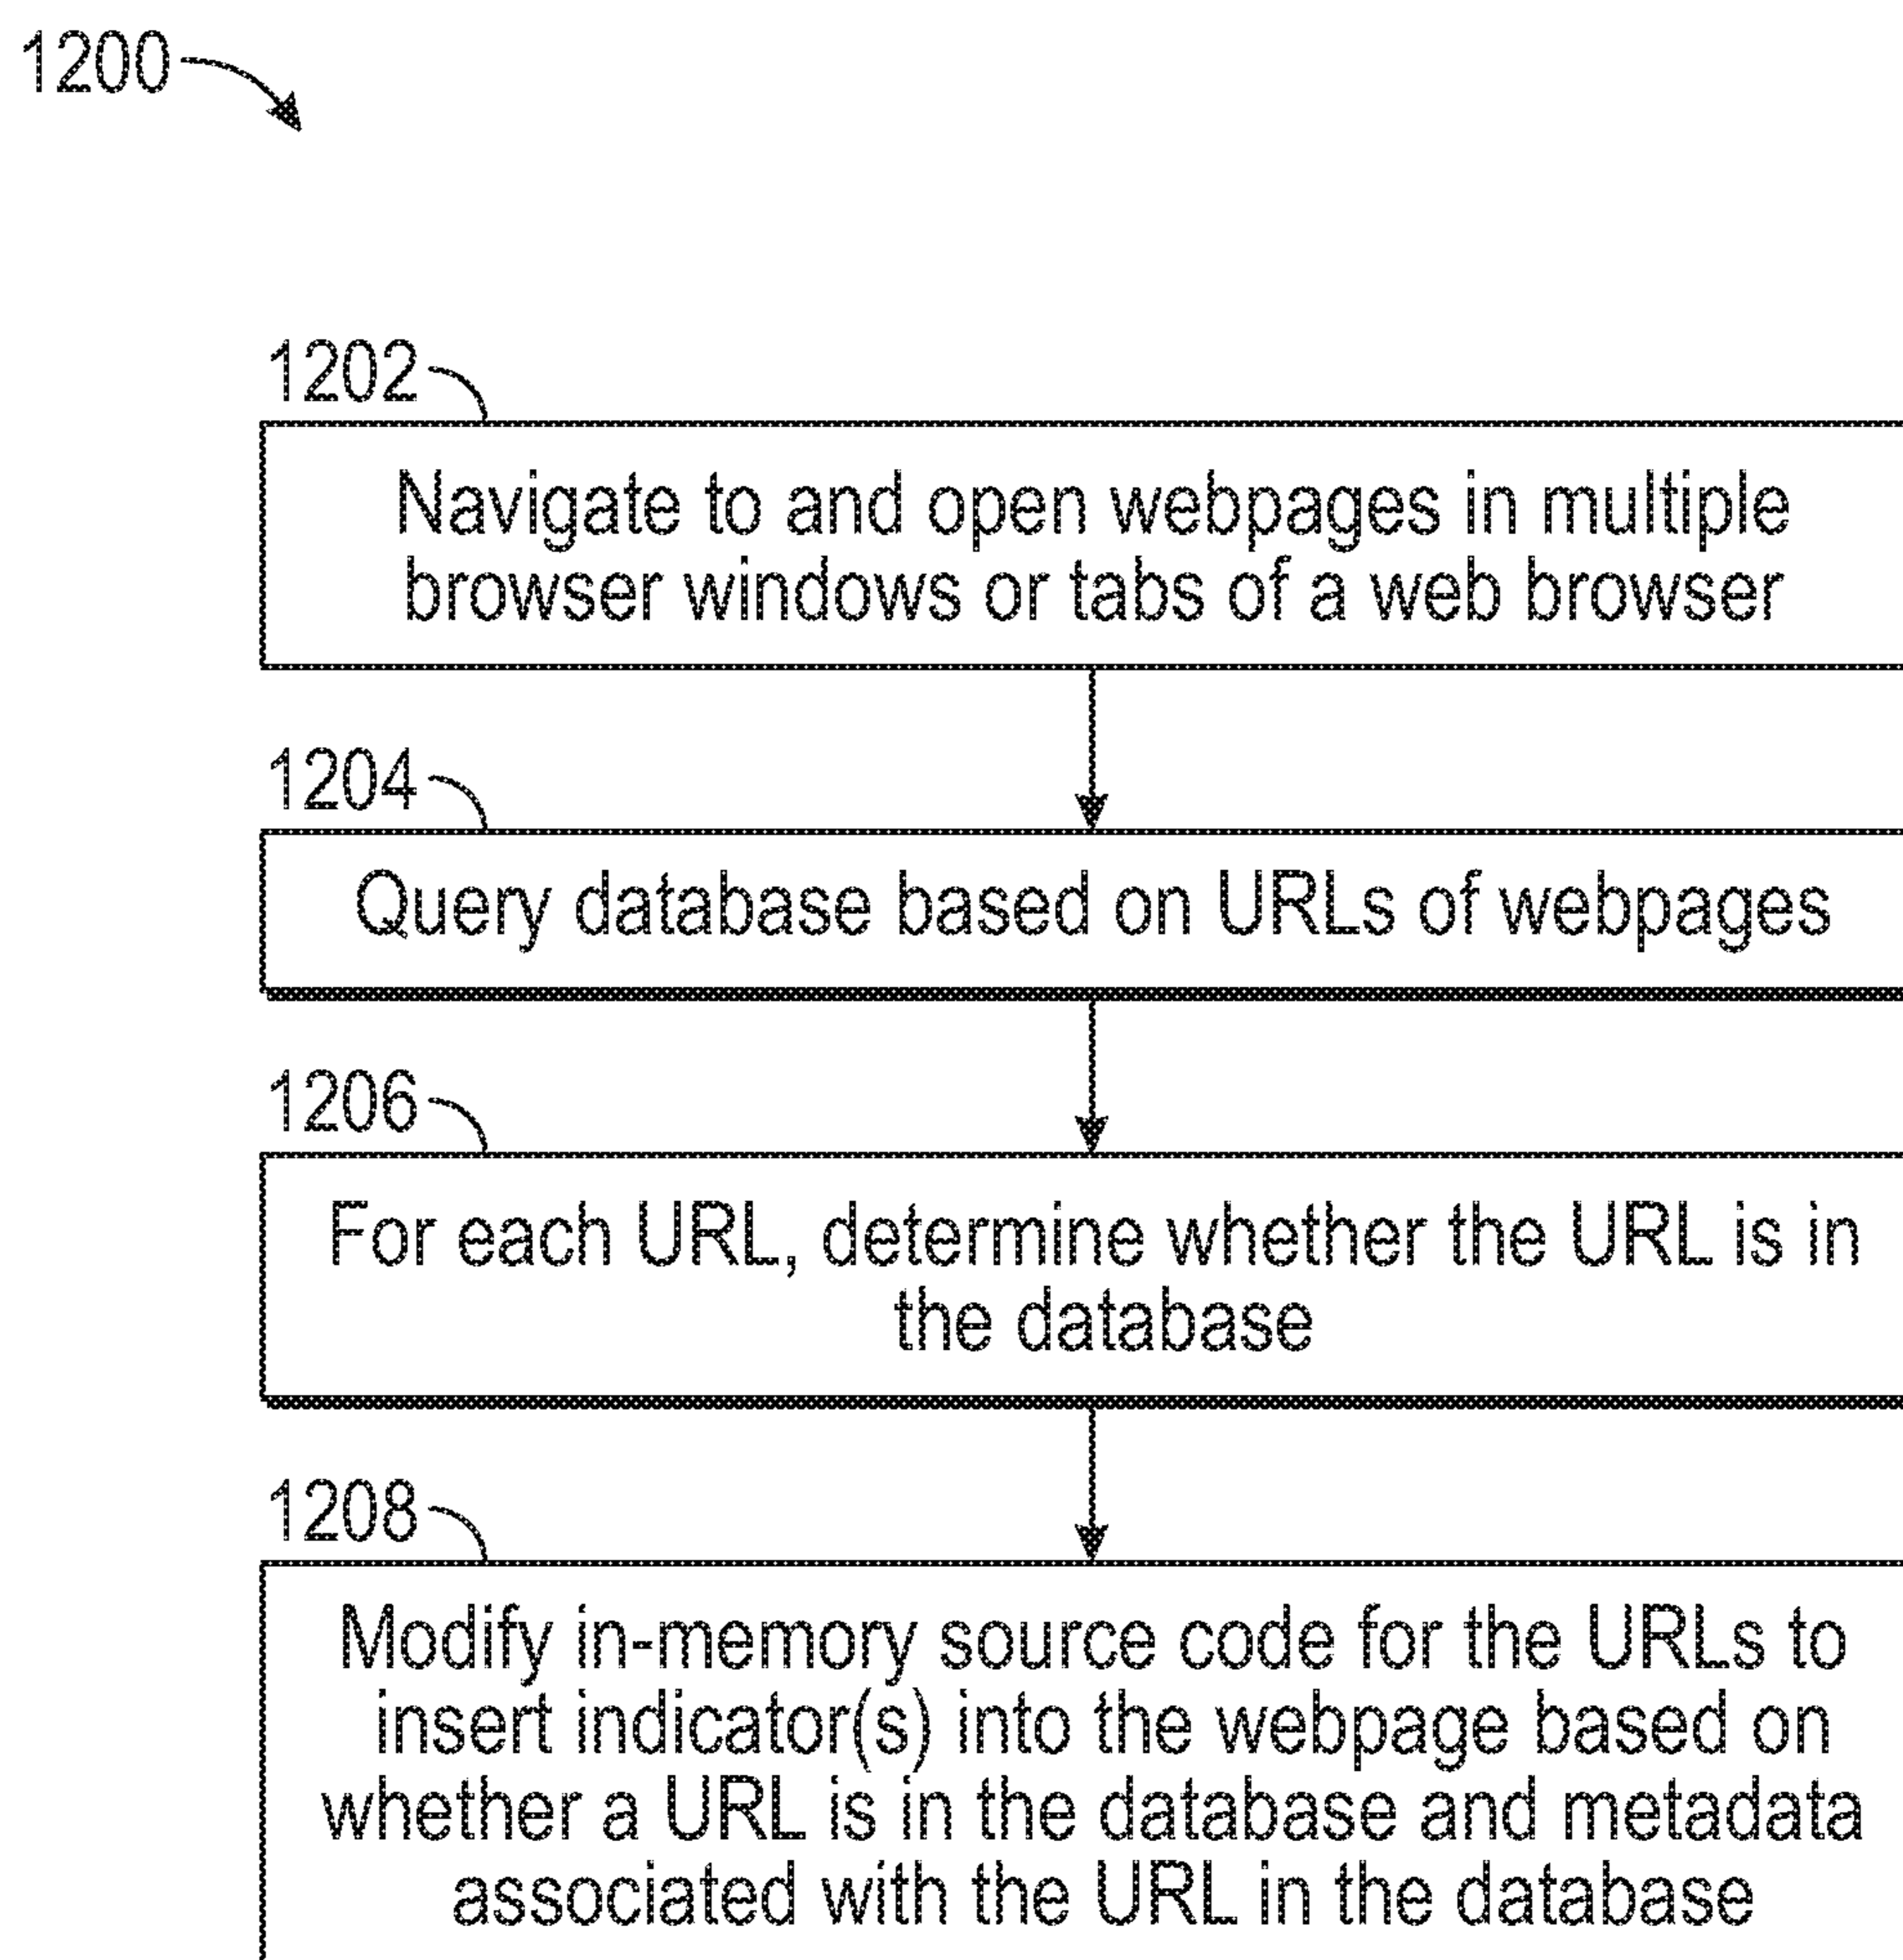 1200
1202
Navigate to and open webpages in multiple
browser windows or tabs of a web browser
1204
Query database based on URLs of webpages
1206
For each URL, determine whether the URL is in
the database
1208
Modify in-memory source code for the URLs to
insert indicator(s) into the webpage based on
whether a URL is in the database and metadata
associated with the URL in the database